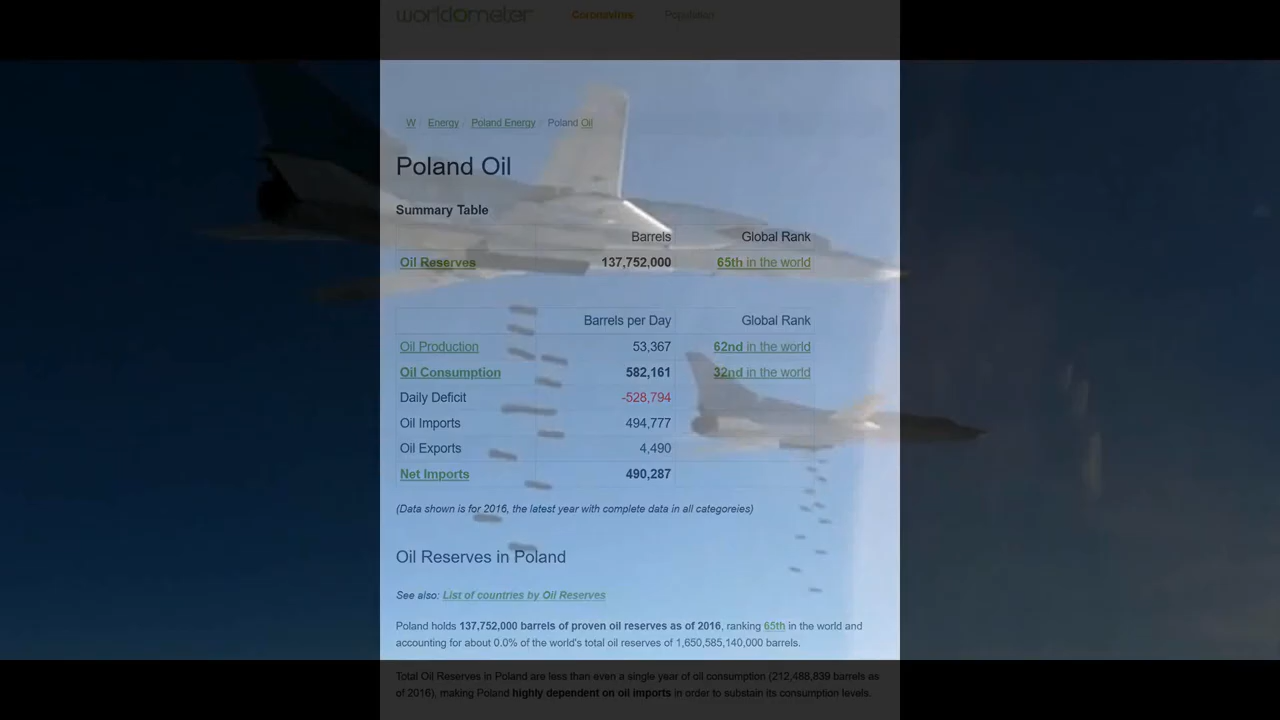 worldometer Coronavirus Population
W / Energy / Poland Energy / Poland Oil
Poland Oil
Summary Table
Barrels Global Rank
Oil Reserves 137,752,000 65th in the world
Barrels per Day Global Rank
Oil Production 53,367 62nd in the world
Oil Consumption 582,161 32nd in the world
Daily Deficit -528,794
Oil Imports 494,777
Oil Exports 4,490
Net Imports 490,287
(Data shown is for 2016, the latest year with complete data in all categoreies)
Oil Reserves in Poland
See also: List of countries by Oil Reserves
Poland holds 137,752,000 barrels of proven oil reserves as of 2016, ranking 65th in the world and
accounting for about 0.0% of the world's total oil reserves of 1,650,585,140,000 barrels.
Total Oil Reserves in Poland are less than even a single year of oil consumption (212,488,839 barrels as
of 2016), making Poland highly dependent on oil imports in order to substain its consumption levels.